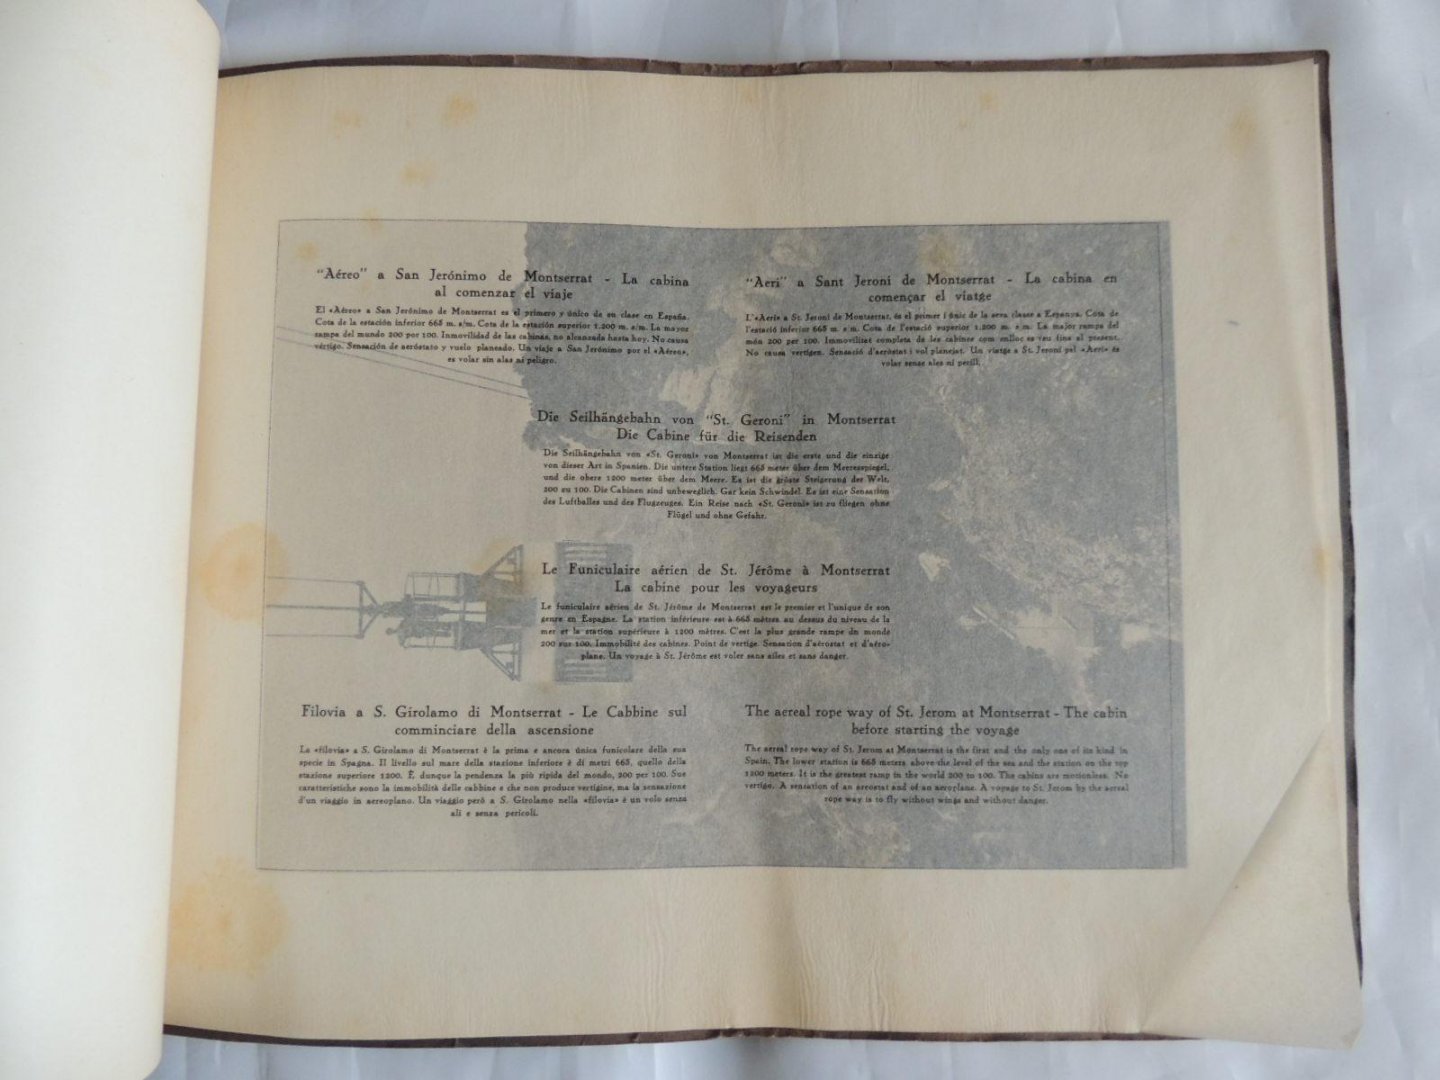 "Aéreo" a San Jerónimo de Montserrat - La cabina
al comenzar el viaje
El «Aéreo» a San Jerónimo de Montserrat es el primero y único de su clase en España.
Cota de la estación inferior 665 m. s/m. Cota de la estación superior 1.200 m. s/m. La mayor
rampa del mundo 200 por 100. Inmovilidad de las cabinas, no alcanzada hasta hoy. No causa
vértigo. Sensación de aeróstato y vuelo planeado. Un viaje a San Jerónimo por el «Aéreo»,
es volar sin alas ni peligro.
"Aeri" a Sant Jeroni de Montserrat - La cabina en
començar el viatge
L'«Aeri» a St. Jeroni de Montserrat, és el primer i únic de la seva classe a Espanya. Cota de
l'estació inferior 665 m. s/m. Cota de l'estació superior 1.200 m. s/m. La major rampa del
món 200 per 100. Immovilitat completa de les cabines com enlloc es veu fins al present.
No causa vertigen. Sensació d'aeròstat i vol planejat. Un viatge a St. Jeroni pel «Aeri» és
volar sense ales ni perill.
Die Seilhängebahn von "St. Geroni" in Montserrat
Die Cabine für die Reisenden
Die Seilhängebahn von «St. Geroni» von Montserrat ist die erste und die einzige
von dieser Art in Spanien. Die untere Station liegt 665 meter über dem Meeresspiegel,
und die obere 1200 meter über dem Meere. Es ist die gröste Steigerung der Welt,
200 zu 100. Die Cabinen sind unbeweglich. Gar kein Schwindel. Es ist eine Sensation
des Luftballes und des Flugzeuges. Ein Reise nach «St. Geroni» ist zu fliegen ohne
Flügel und ohne Gefahr.
Le Funiculaire aérien de St. Jérôme à Montserrat
La cabine pour les voyageurs
Le funiculaire aérien de St. Jérôme de Montserrat est le premier et l'unique de son
genre en Espagne. La station inférieure est à 665 mètres au dessus du niveau de la
mer et la station supérieure à 1200 mètres. C'est la plus grande rampe du monde
200 sur 100. Immobilité des cabines. Point de vertige. Sensation d'aérostat et d'aéro-
plane. Un voyage à St. Jérôme est voler sans ailes et sans danger.
Filovia a S. Girolamo di Montserrat - Le Cabbine sul
comminciare della ascensione
La «filovia» a S. Girolamo di Montserrat è la prima e ancora única funicolare della sua
specie in Spagna. Il livello sul mare della stazione inferiore è di metri 665, quello della
stazione superiore 1200. È dunque la pendenza la più ripida del mondo, 200 per 100. Sue
caratteristiche sono la immobilità delle cabbine e che non produce vertigine, ma la sensazione
d'un viaggio in aereoplano. Un viaggio però a S. Girolamo nella «filovia» è un volo senza
ali e senza pericoli.
The aereal rope way of St. Jerom at Montserrat - The cabin
before starting the voyage
The aereal rope way of St. Jerom at Montserrat is the first and the only one of its kind in
Spain. The lower station is 665 meters above the level of the sea and the station on the top
1200 meters. It is the greatest ramp in the world 200 to 100. The cabins are motionless. No
vertige. A sensation of an areostat and of an aeroplane. A voyage to St. Jerom by the aereal
rope way is to fly without wings and without danger.